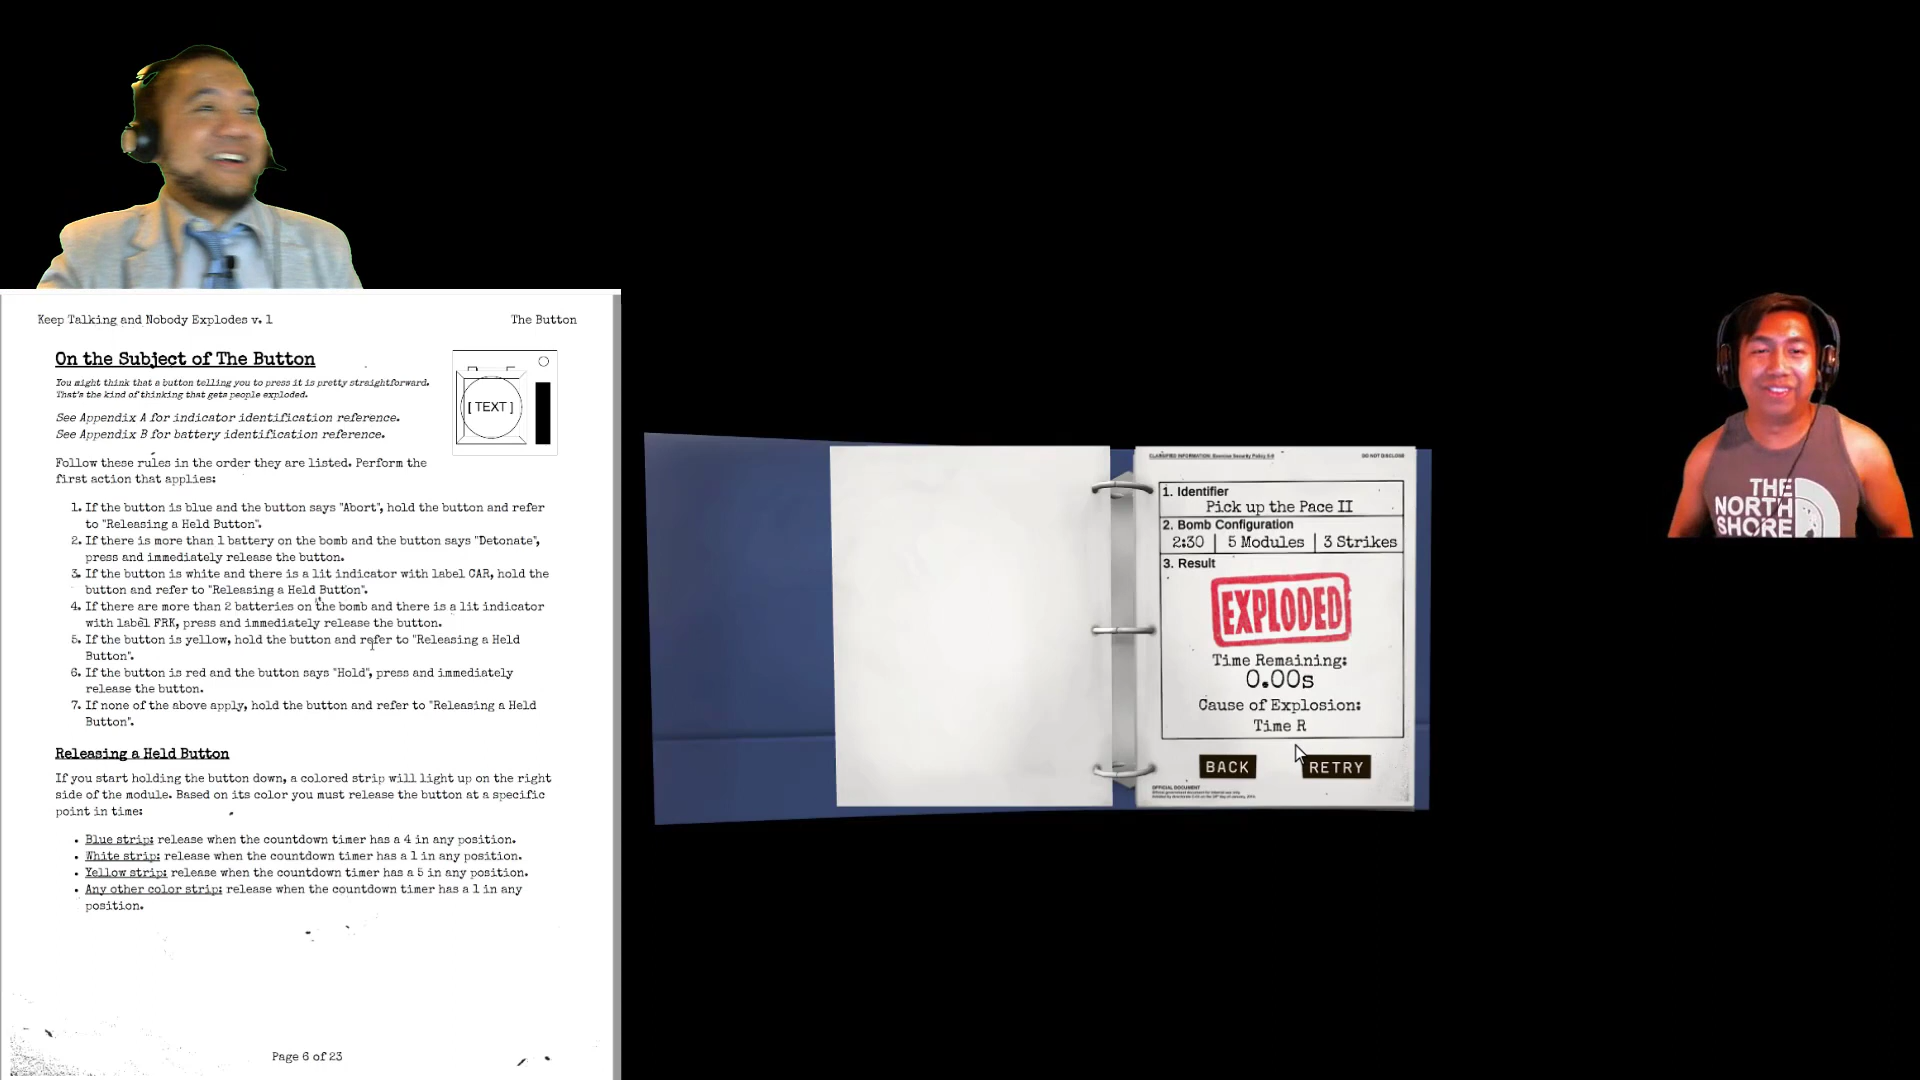 Keep Talking and Nobody Explodes v. 1
The Button
On the Subject of The Button
You might think that a button telling you to press it is pretty straightforward.
That's the kind of thinking that gets people exploded.
See Appendix A for indicator identification reference.
See Appendix B for battery identification reference.
[ TEXT ]
Follow these rules in the order they are listed. Perform the
first action that applies:
1. If the button is blue and the button says "Abort", hold the button and refer
to "Releasing a Held Button".
2. If there is more than 1 battery on the bomb and the button says "Detonate",
press and immediately release the button.
3. If the button is white and there is a lit indicator with label CAR, hold the
button and refer to "Releasing a Held Button".
4. If there are more than 2 batteries on the bomb and there is a lit indicator
with label FRK, press and immediately release the button.
5. If the button is yellow, hold the button and refer to "Releasing a Held
Button".
6. If the button is red and the button says "Hold", press and immediately
release the button.
7. If none of the above apply, hold the button and refer to "Releasing a Held
Button".
Releasing a Held Button
If you start holding the button down, a colored strip will light up on the right
side of the module. Based on its color you must release the button at a specific
point in time:
• Blue strip: release when the countdown timer has a 4 in any position.
• White strip: release when the countdown timer has a 1 in any position.
• Yellow strip: release when the countdown timer has a 5 in any position.
• Any other color strip: release when the countdown timer has a 1 in any
position.
Page 6 of 23
DO NOT DISCLOSE
1. Identifier
Pick up the Pace II
2. Bomb Configuration
2:30 | 5 Modules | 3 Strikes
3. Result
EXPLODED
Time Remaining:
0.00s
Cause of Explosion:
Time R
BACK
RETRY
OFFICIAL DOCUMENT
THE
NORTH
SHORE